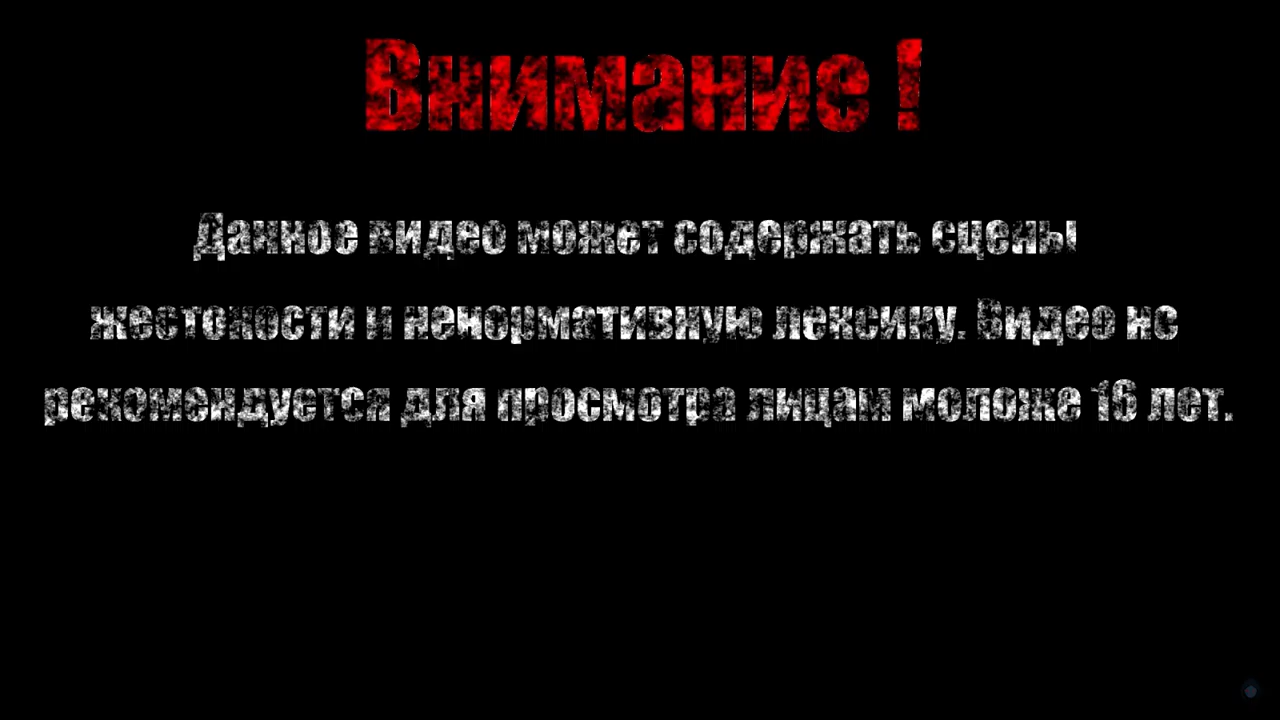 Внимание !
Данное видео может содержать сцены
жестокости и ненормативную лексику. Видео не
рекомендуется для просмотра лицам моложе 16 лет.